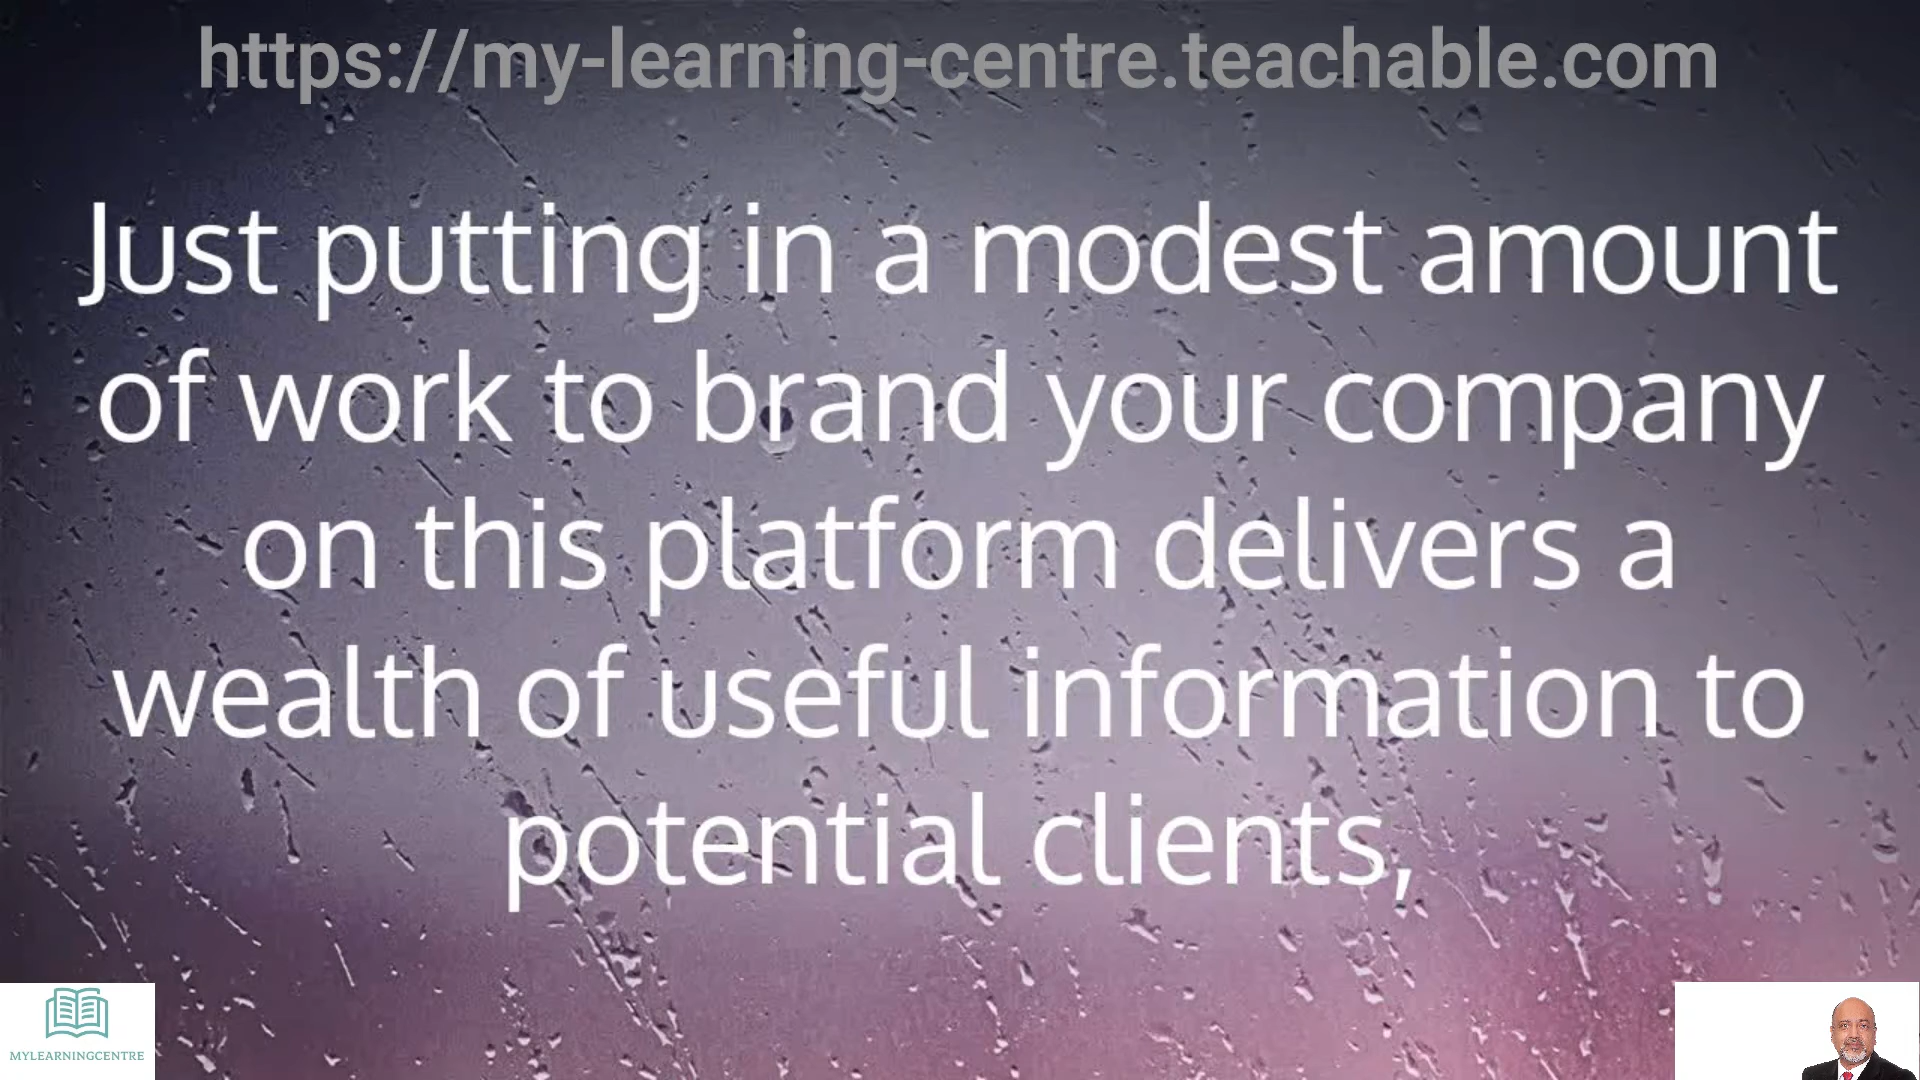 https://my-learning-centre.teachable.com
Just putting in a modest amount
of work to brand your company
on this platform delivers a
wealth of useful information to
potential clients,
MYLEARNINGCENTRE